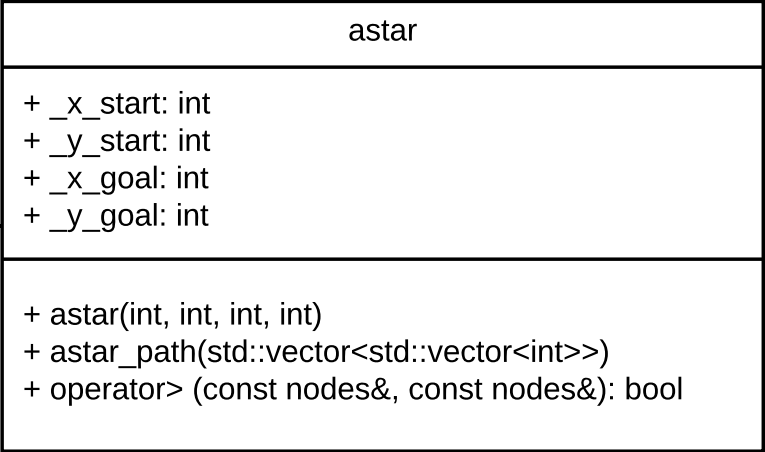 astar
+ _x_start: int
+ _y_start: int
+ _x_goal: int
+ _y_goal: int
+ astar(int, int, int, int)
+ astar_path(std::vector<std::vector<int>>)
+ operator> (const nodes&, const nodes&): bool